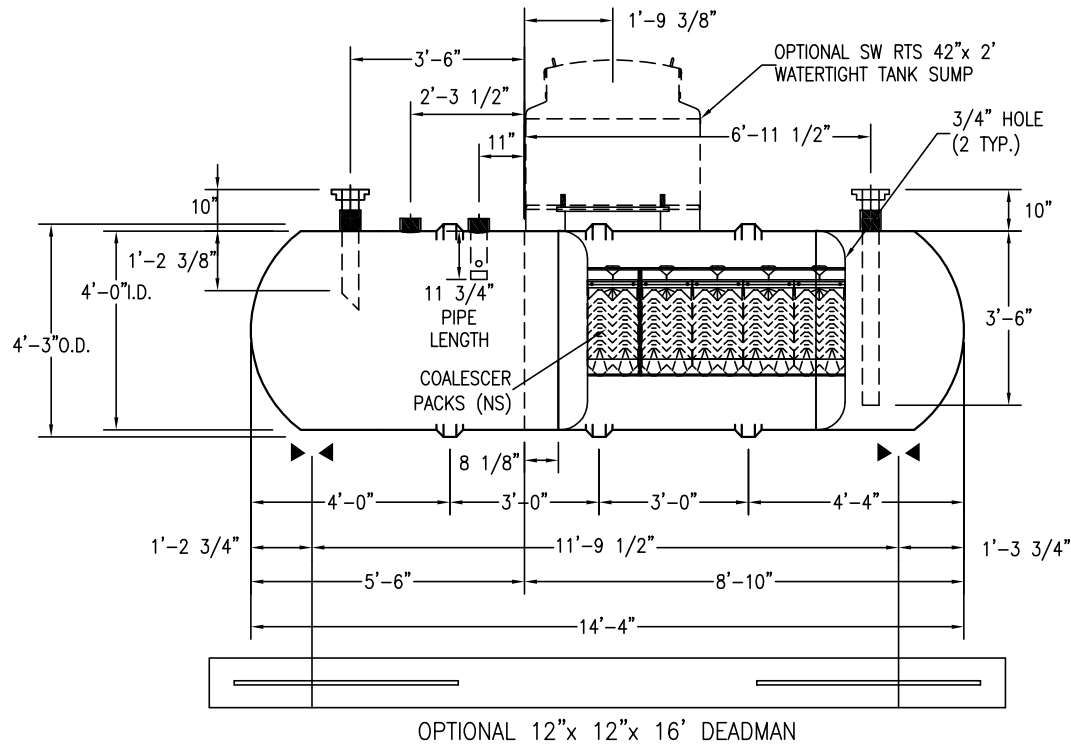 1'-9 3/8"
3'-6"
OPTIONAL SW RTS 42"x 2'
WATERTIGHT TANK SUMP
2'-3 1/2"
3/4" HOLE
(2 TYP.)
11"
6'-11 1/2"
10"
10"
1'-2 3/8"
4'-0"I.D.
11 3/4"
PIPE
LENGTH
3'-6"
4'-3"O.D.
COALESCER
PACKS (NS)
8 1/8"
4'-0"
3'-0"
3'-0"
4'-4"
1'-2 3/4"
11'-9 1/2"
1'-3 3/4"
5'-6"
8'-10"
14'-4"
OPTIONAL 12"x 12"x 16' DEADMAN